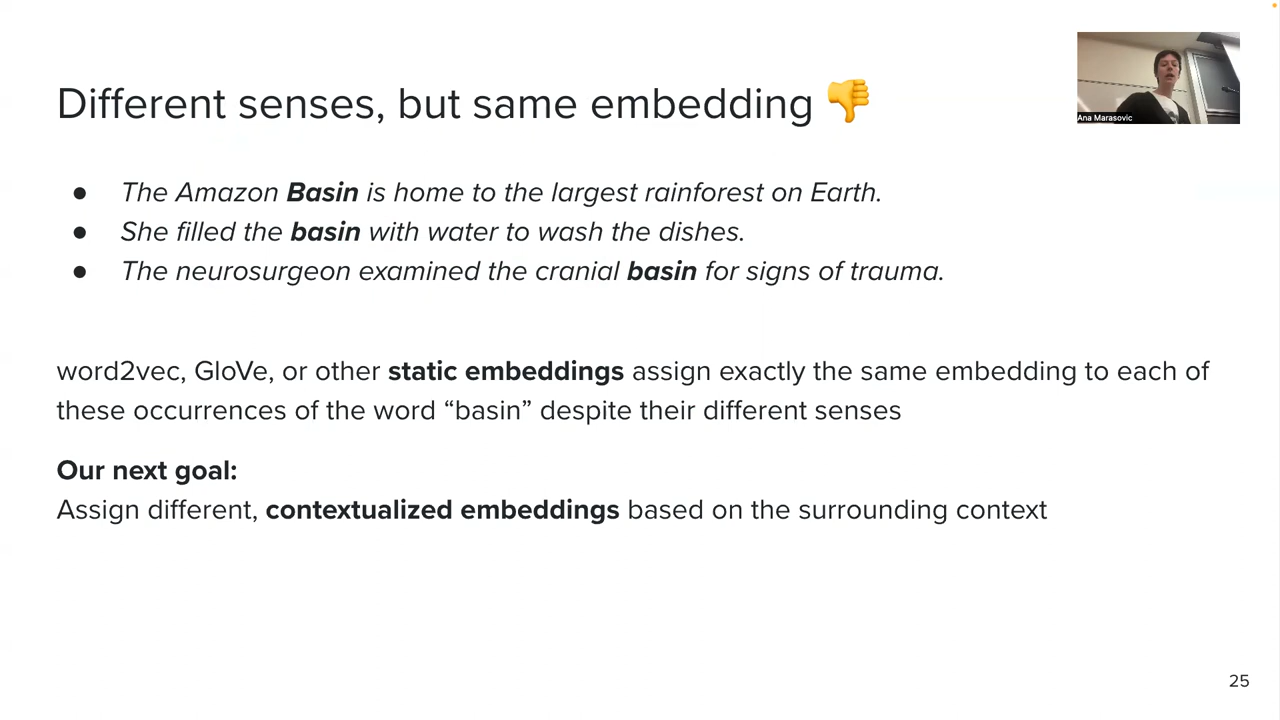 Different senses, but same embedding 👎
Ana Marasovic
● The Amazon Basin is home to the largest rainforest on Earth.
● She filled the basin with water to wash the dishes.
● The neurosurgeon examined the cranial basin for signs of trauma.
word2vec, GloVe, or other static embeddings assign exactly the same embedding to each of
these occurrences of the word “basin” despite their different senses
Our next goal:
Assign different, contextualized embeddings based on the surrounding context
25